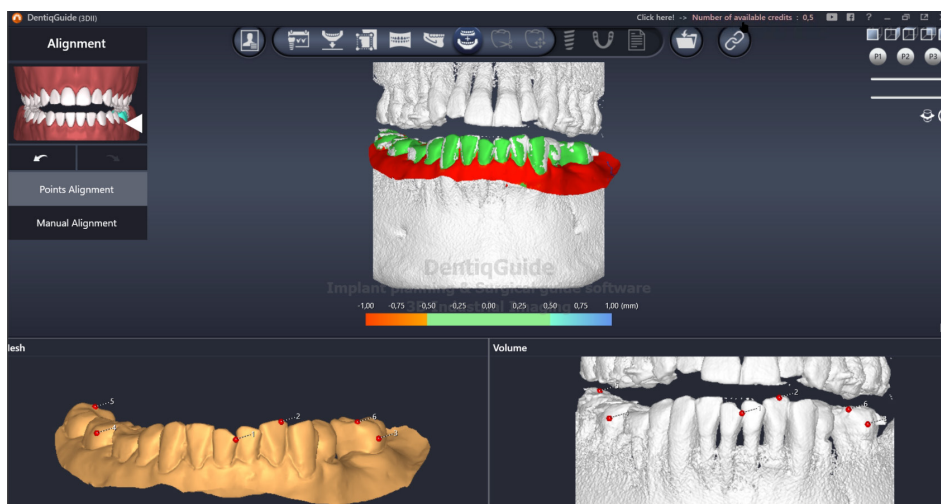 DentiqGuide (3DII)
Click here! -> Number of available credits : 0,5
Alignment
P1 P2 P3
Points Alignment
Manual Alignment
DentiqGuide
Implant planning & Surgical guide software
-1,00 -0,75 -0,50 -0,25 0,00 0,25 0,50 0,75 1,00 (mm)
lesh
Volume
5
2
6
4
1
2
6